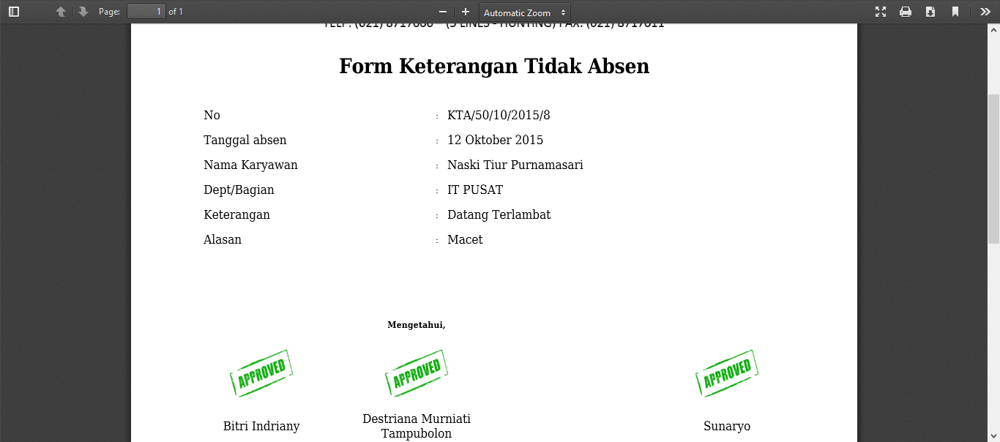 Page: 1 of 1 Automatic Zoom
TELP. (021) 8717666 (5 LINES - HUNTING) FAX. (021) 8717611
Form Keterangan Tidak Absen
No : KTA/50/10/2015/8
Tanggal absen : 12 Oktober 2015
Nama Karyawan : Naski Tiur Purnamasari
Dept/Bagian : IT PUSAT
Keterangan : Datang Terlambat
Alasan : Macet
Mengetahui,
APPROVED APPROVED APPROVED
Bitri Indriany
Destriana Murniati
Tampubolon
Sunaryo